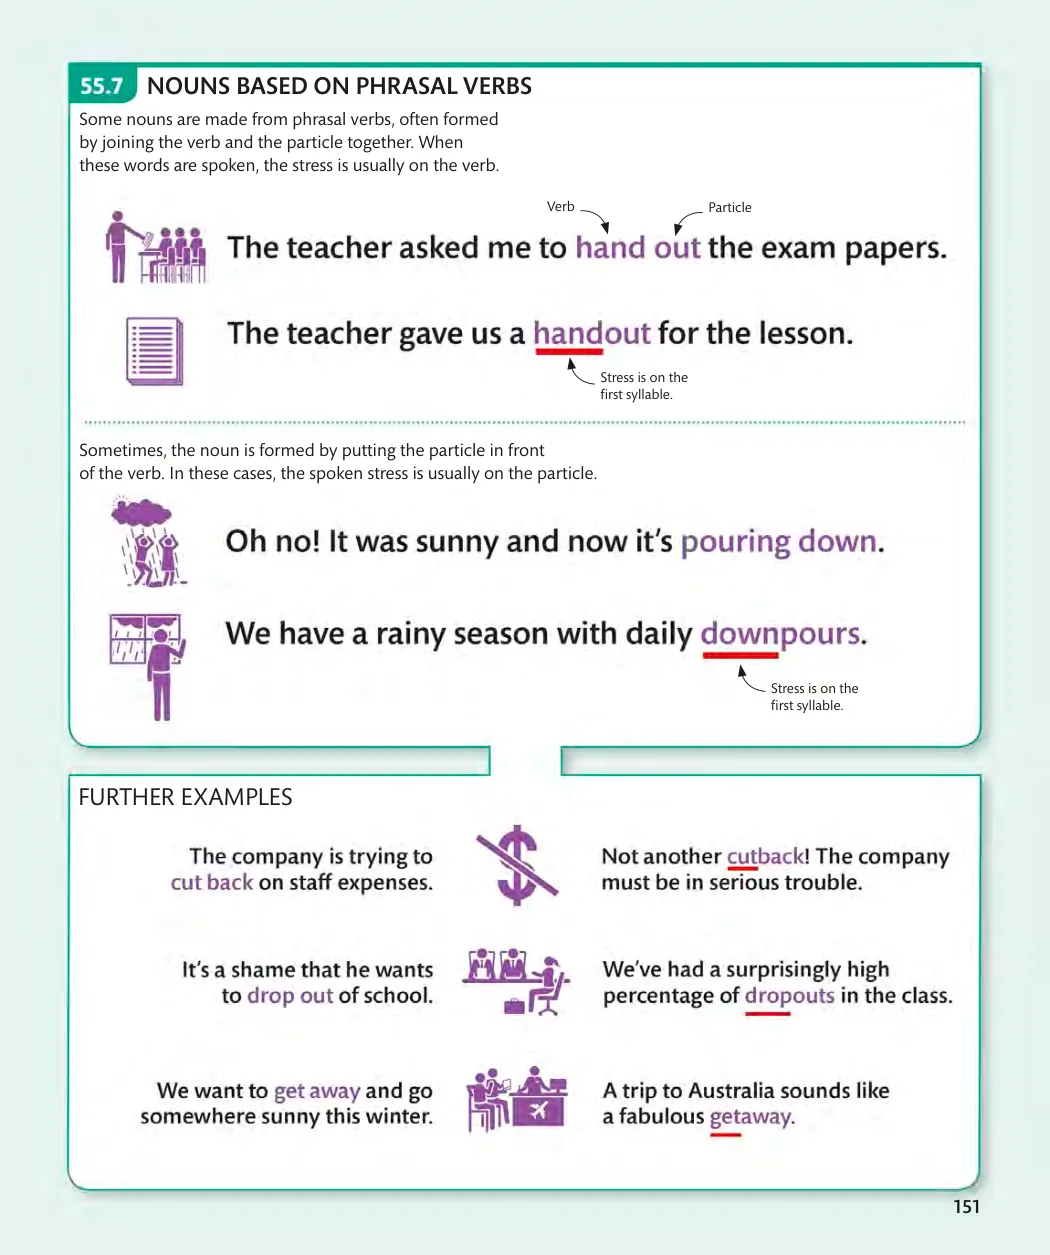 55.7 NOUNS BASED ON PHRASAL VERBS
Some nouns are made from phrasal verbs, often formed
by joining the verb and the particle together. When
these words are spoken, the stress is usually on the verb.
Verb
Particle
The teacher asked me to hand out the exam papers.
The teacher gave us a handout for the lesson.
Stress is on the
first syllable.
Sometimes, the noun is formed by putting the particle in front
of the verb. In these cases, the spoken stress is usually on the particle.
Oh no! It was sunny and now it's pouring down.
We have a rainy season with daily downpours.
Stress is on the
first syllable.
FURTHER EXAMPLES
The company is trying to
cut back on staff expenses.
Not another cutback! The company
must be in serious trouble.
It's a shame that he wants
to drop out of school.
We've had a surprisingly high
percentage of dropouts in the class.
We want to get away and go
somewhere sunny this winter.
A trip to Australia sounds like
a fabulous getaway.
151